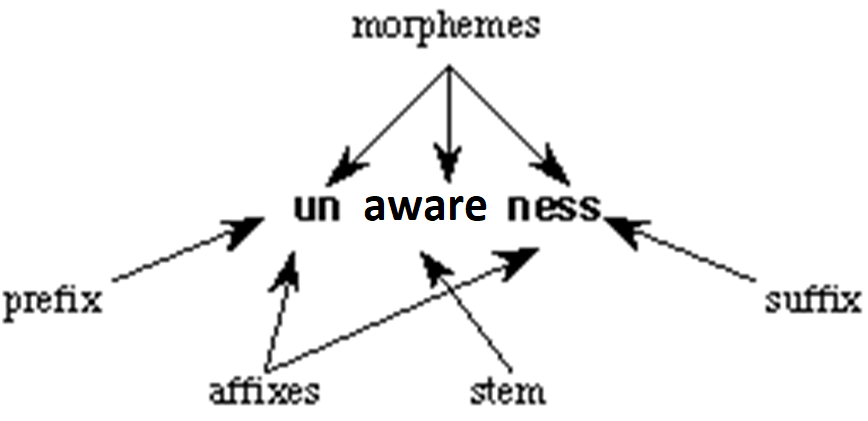 morphemes
un aware ness
prefix suffix
affixes stem